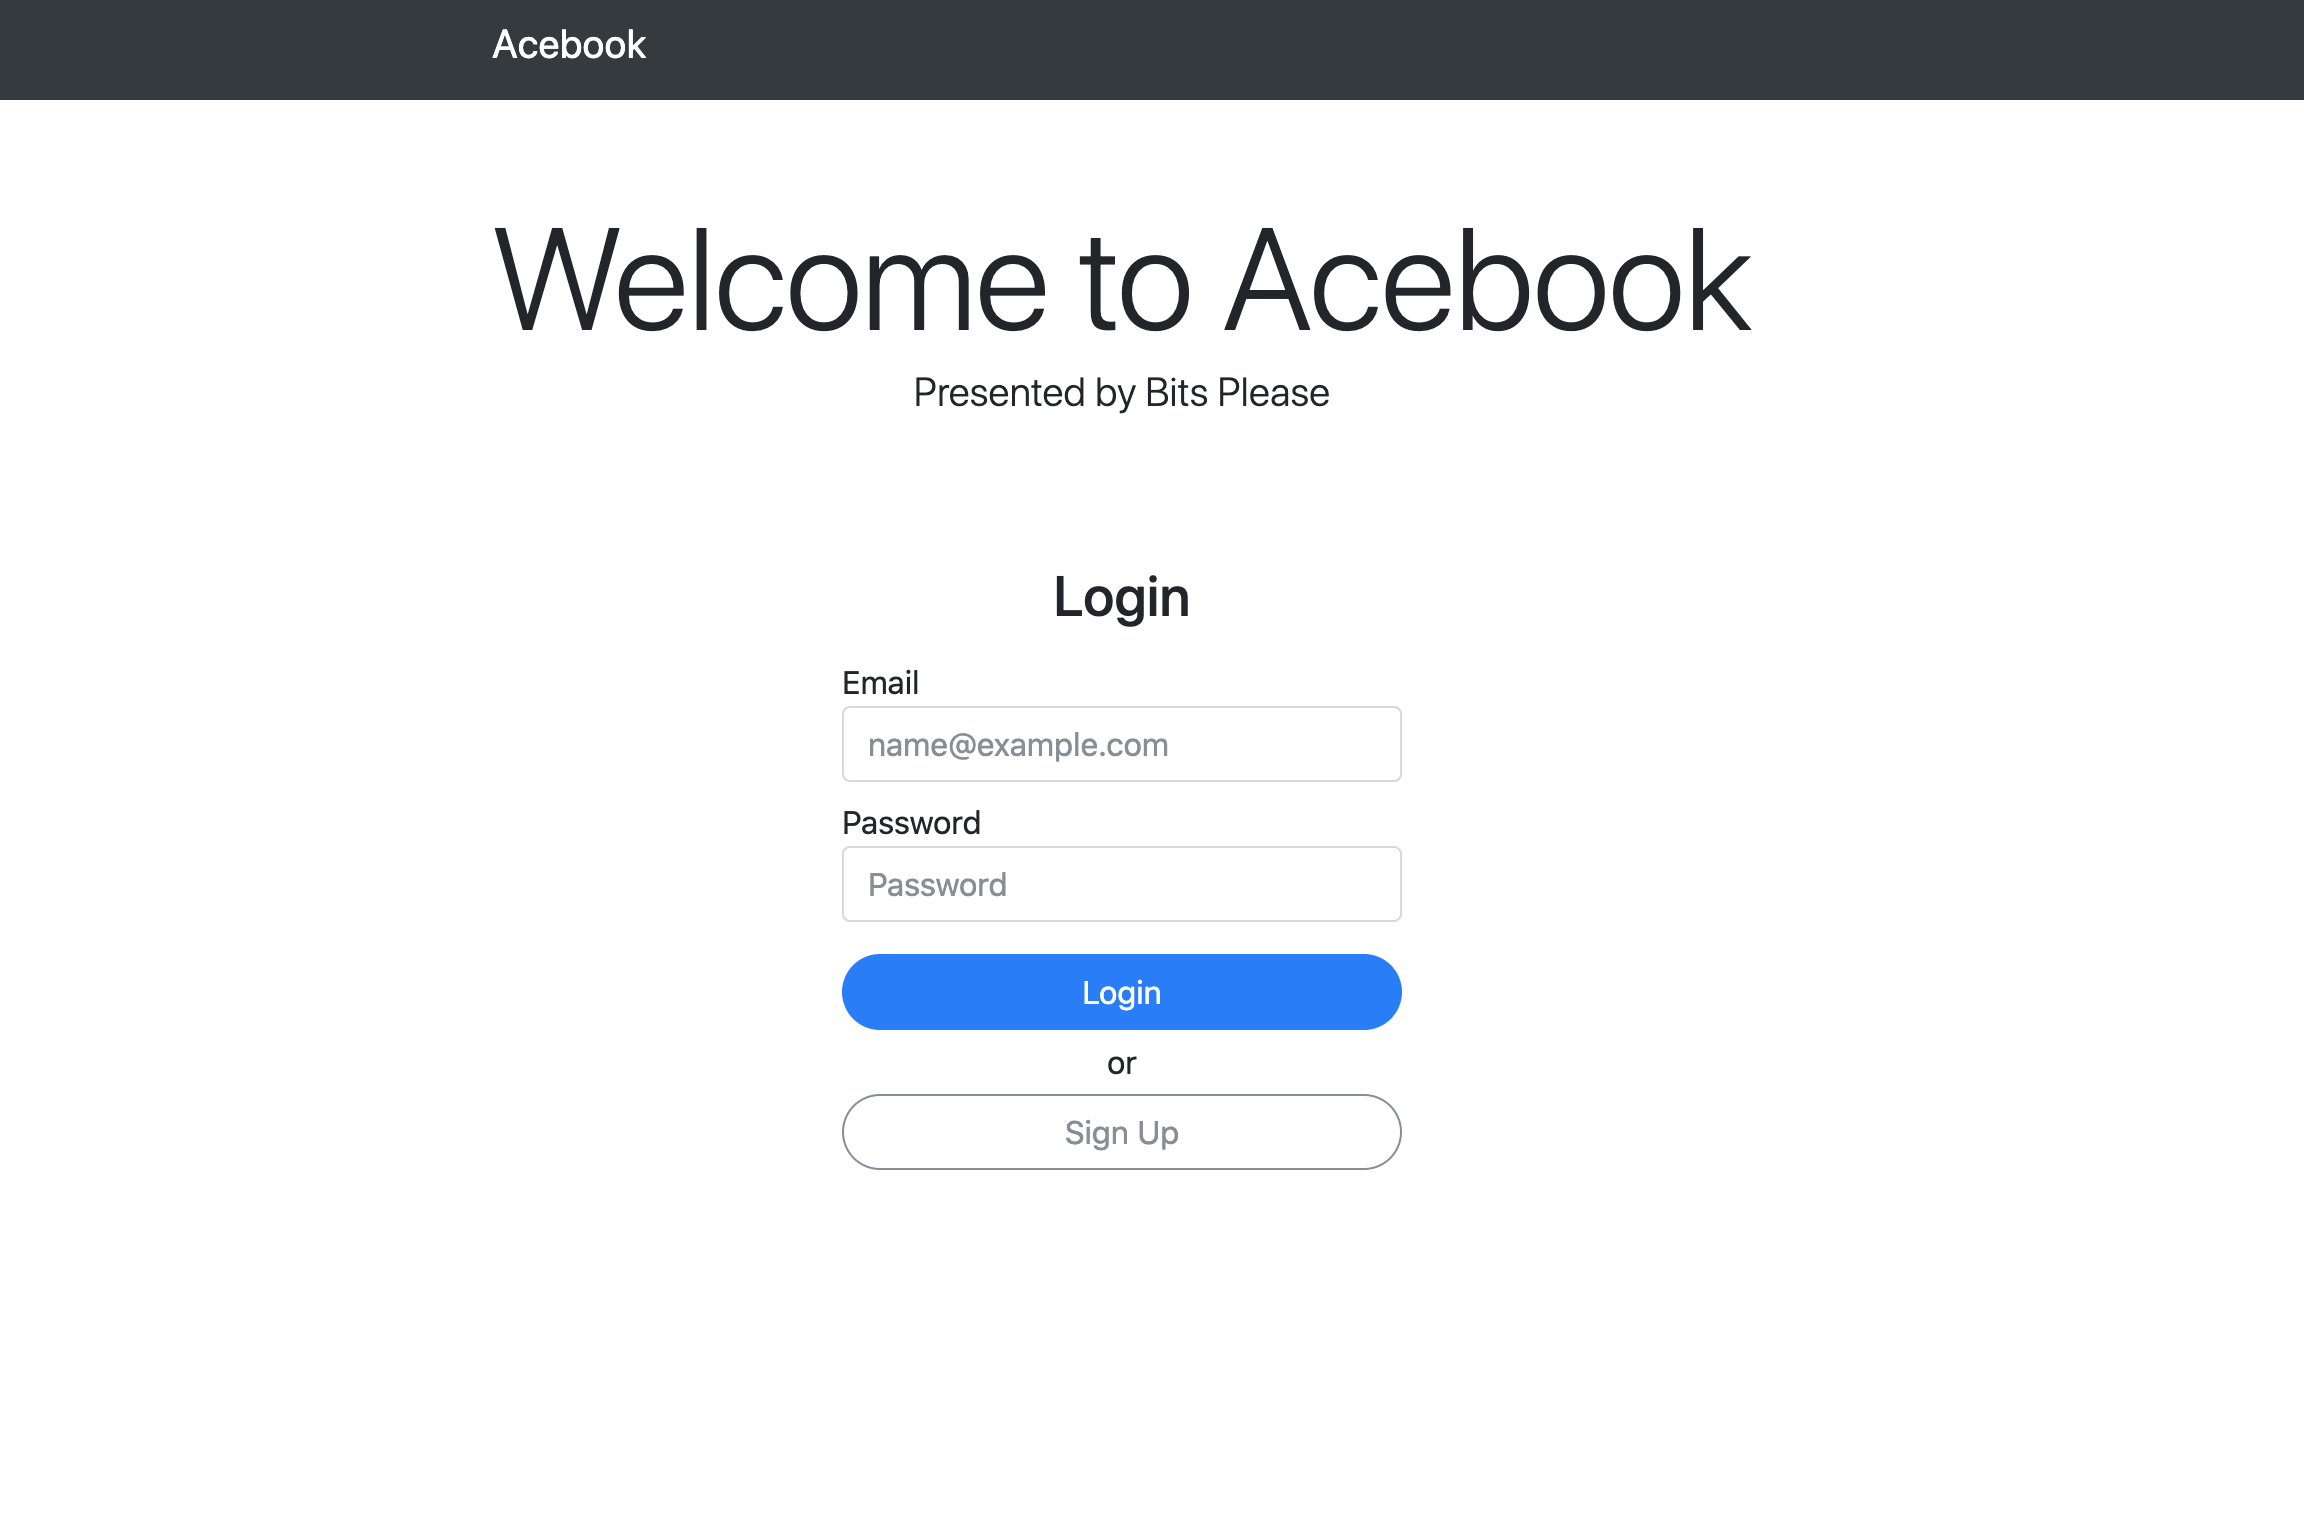 Acebook
Welcome to Acebook
Presented by Bits Please
Login
Email
name@example.com
Password
Password
Login
or
Sign Up